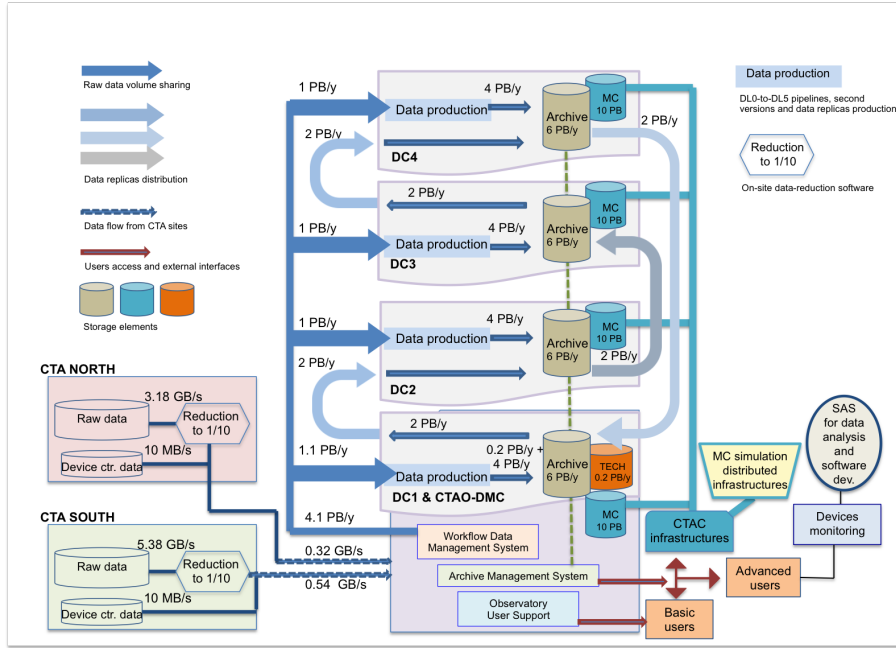 Raw data volume sharing
Data replicas distribution
Data flow from CTA sites
Users access and external interfaces
Storage elements
1 PB/y
Data production
4 PB/y
Archive
6 PB/y
MC
10 PB
2 PB/y
2 PB/y
DC4
2 PB/y
1 PB/y
Data production
4 PB/y
Archive
6 PB/y
MC
10 PB
DC3
1 PB/y
Data production
4 PB/y
Archive
6 PB/y
MC
10 PB
2 PB/y
2 PB/y
DC2
2 PB/y
0.2 PB/y +
4 PB/y
1.1 PB/y
Data production
Archive
6 PB/y
TECH
0.2 PB/y
MC
10 PB
DC1 & CTAO-DMC
4.1 PB/y
Workflow Data
Management System
0.32 GB/s
Archive Management System
0.54 GB/s
Observatory
User Support
CTA NORTH
3.18 GB/s
Raw data
Reduction
to 1/10
10 MB/s
Device ctr. data
CTA SOUTH
5.38 GB/s
Raw data
Reduction
to 1/10
10 MB/s
Device ctr. data
Data production
DL0-to-DL5 pipelines, second
versions and data replicas production
Reduction
to 1/10
On-site data-reduction software
SAS
for data
analysis
and
software
dev.
MC simulation
distributed
infrastructures
CTAC
infrastructures
Devices
monitoring
Advanced
users
Basic
users